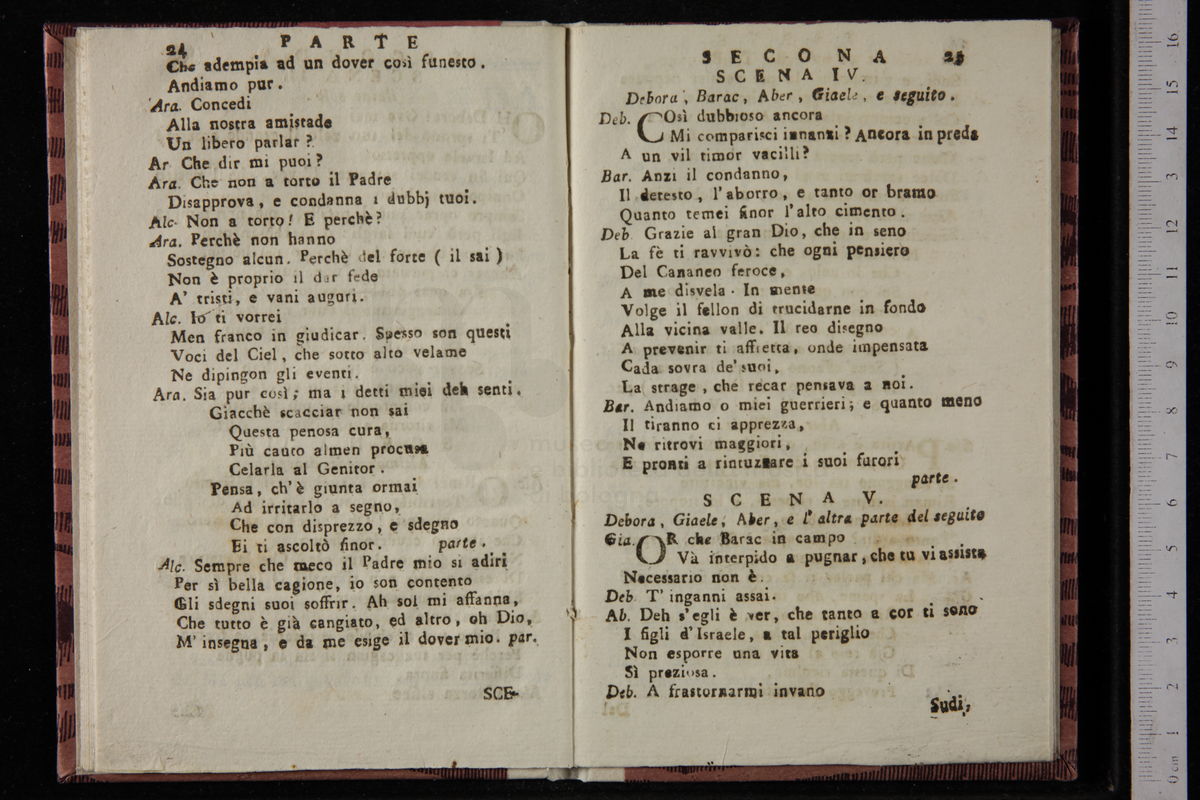 24
PARTE
Che adempia ad un dover così funesto.
Andiamo pur.
Ara. Concedi
Alla nostra amistade
Un libero parlar?
Ar Che dir mi puoi?
Ara. Che non a torto il Padre
Disapprova, e condanna i dubbj tuoi.
Alc. Non a torto! E perchè?
Ara. Perchè non hanno
Sostegno alcun. Perchè del forte ( il sai )
Non è proprio il dar fede
A' tristi, e vani auguri.
Alc. Io ti vorrei
Men franco in giudicar. Spesso son questi
Voci del Ciel, che sotto alto velame
Ne dipingon gli eventi.
Ara. Sia pur così; ma i detti miei deh senti.
Giacchè scacciar non sai
Questa penosa cura,
Più cauto almen procura
Celarla al Genitor.
Pensa, ch'è giunta ormai
Ad irritarlo a segno,
Che con disprezzo, e sdegno
Ei ti ascoltò finor. parte.
Alc. Sempre che meco il Padre mio si adiri
Per sì bella cagione, io son contento
Gli sdegni suoi soffrir. Ah sol mi affanna,
Che tutto è già cangiato, ed altro, oh Dio,
M'insegna, e da me esige il dover mio. par.
SCE-
SECONA
25
SCENA IV.
Debora, Barac, Aber, Giaele, e seguito.
Deb. COsì dubbioso ancora
Mi comparisci innanzi? Ancora in preda
A un vil timor vacilli?
Bar. Anzi il condanno,
Il detesto, l'aborro, e tanto or bramo
Quanto temei finor l'alto cimento.
Deb. Grazie al gran Dio, che in seno
La fè ti ravvivò: che ogni pensiero
Del Cananeo feroce,
A me disvela. In mente
Volge il fellon di trucidarne in fondo
Alla vicina valle. Il reo disegno
A prevenir ti affretta, onde impensata
Cada sovra de' suoi,
La strage, che recar pensava a noi.
Bar. Andiamo o miei guerrieri; e quanto meno
Il tiranno ci apprezza,
Ne ritrovi maggiori,
E pronti a rintuzzare i suoi furori
parte.
SCENA V.
Debora, Giaele, Aber, e l'altra parte del seguito
Gia. OR che Barac in campo
Và intrepido a pugnar, che tu vi assista
Necessario non è.
Deb. T'inganni assai.
Ab. Deh s'egli è ver, che tanto a cor ti sono
I figli d'Israele, a tal periglio
Non esporre una vita
Sì preziosa.
Deb. A frastornarmi invano
Sudi,